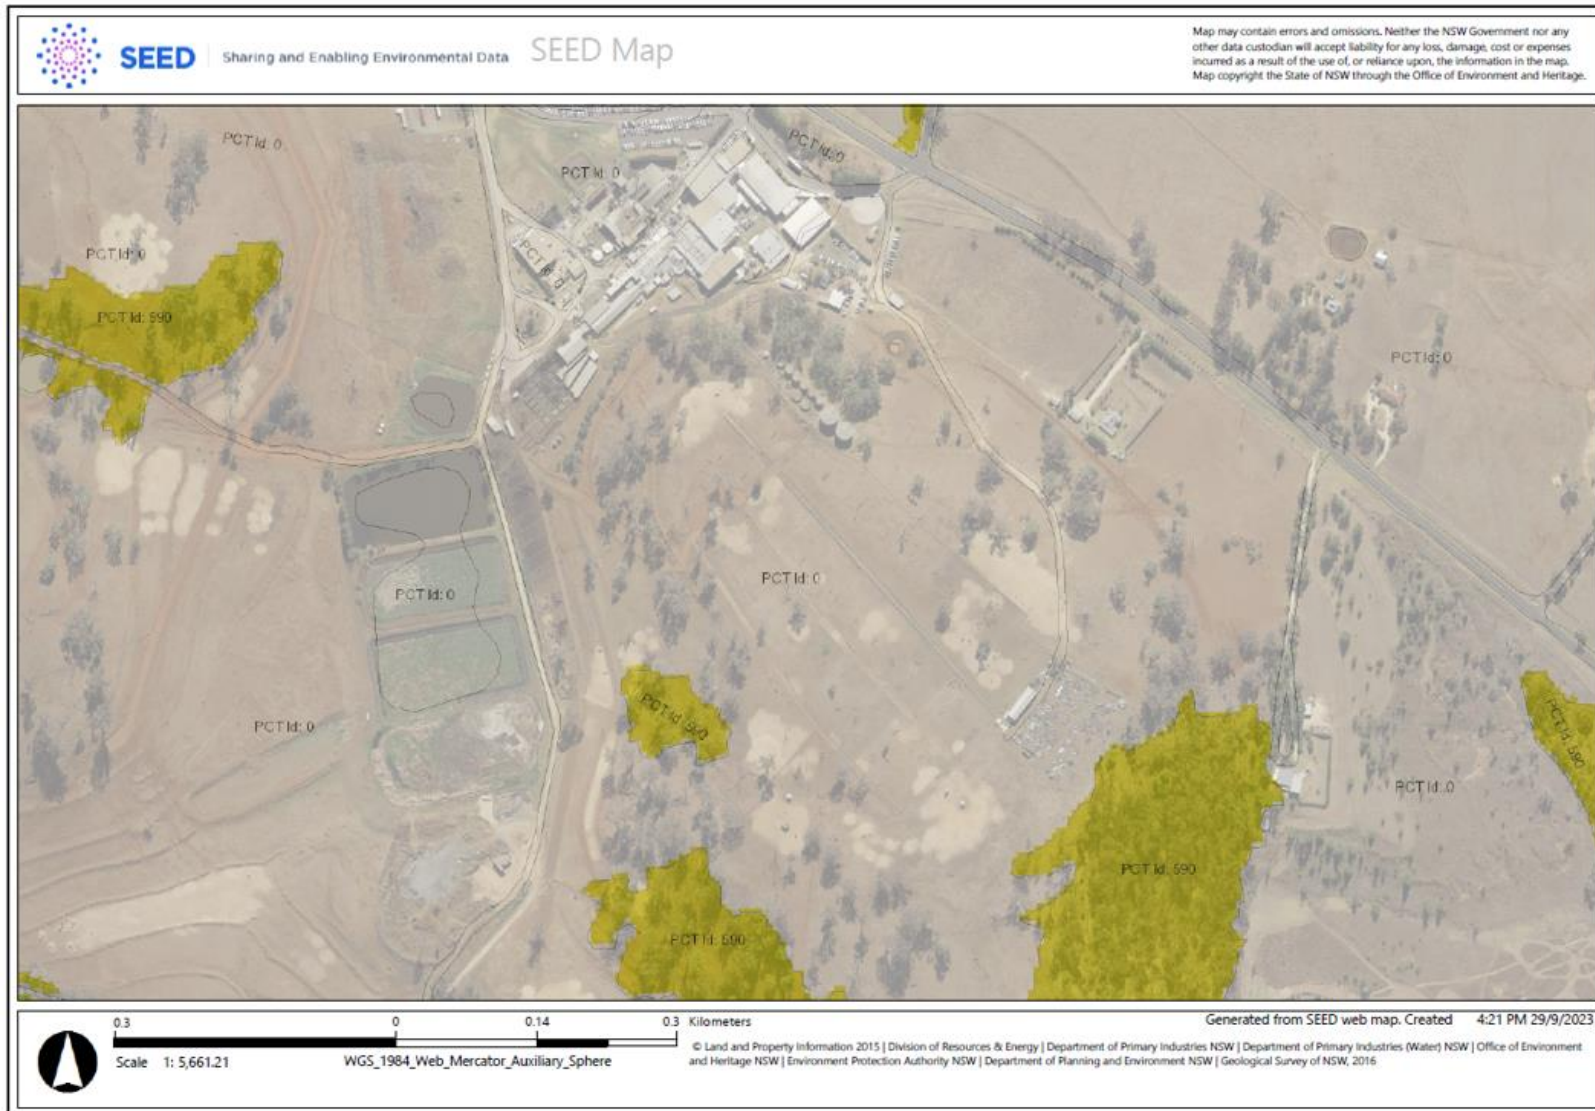 SEED
Sharing and Enabling Environmental Data
SEED Map
Map may contain errors and omissions. Neither the NSW Government nor any
other data custodian will accept liability for any loss, damage, cost or expenses
incurred as a result of the use of, or reliance upon, the information in the map.
Map copyright the State of NSW through the Office of Environment and Heritage.
PCT Id: 0
PCT Id: 0
PCT Id: 0
PCT Id: 0
PCT Id: 0
PCT Id: 590
PCT Id: 0
PCT Id: 0
PCT Id: 0
PCT Id: 590
PCT Id: 590
PCT Id: 0
PCT Id: 0
PCT Id: 590
PCT Id: 590
0.3
0
0.14
0.3
Kilometers
Scale 1: 5,661.21
WGS_1984_Web_Mercator_Auxiliary_Sphere
Generated from SEED web map. Created 4:21 PM 29/9/2023
© Land and Property Information 2015 | Division of Resources & Energy | Department of Primary Industries NSW | Department of Primary Industries (Water) NSW | Office of Environment
and Heritage NSW | Environment Protection Authority NSW | Department of Planning and Environment NSW | Geological Survey of NSW, 2016